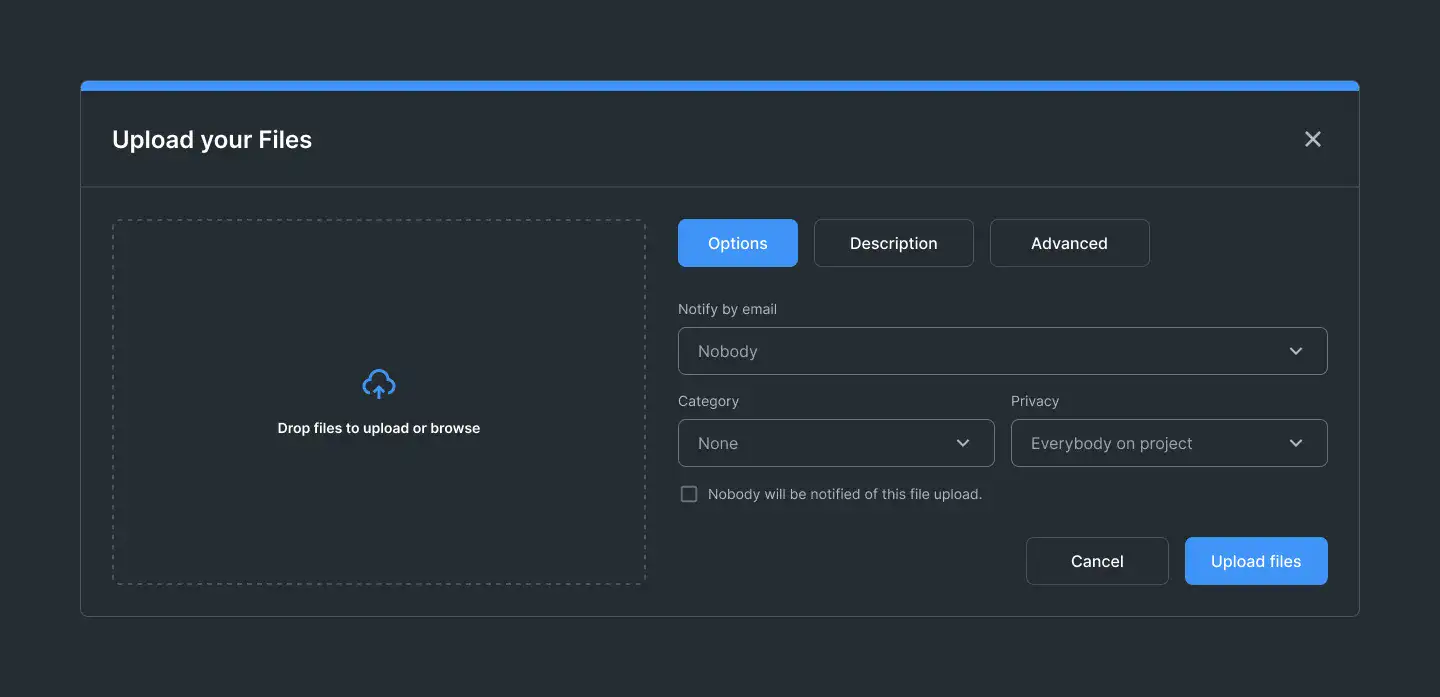 Upload your Files
Drop files to upload or browse
Options
Description
Advanced
Notify by email
Nobody
Category
Privacy
None
Everybody on project
Nobody will be notified of this file upload.
Cancel
Upload files